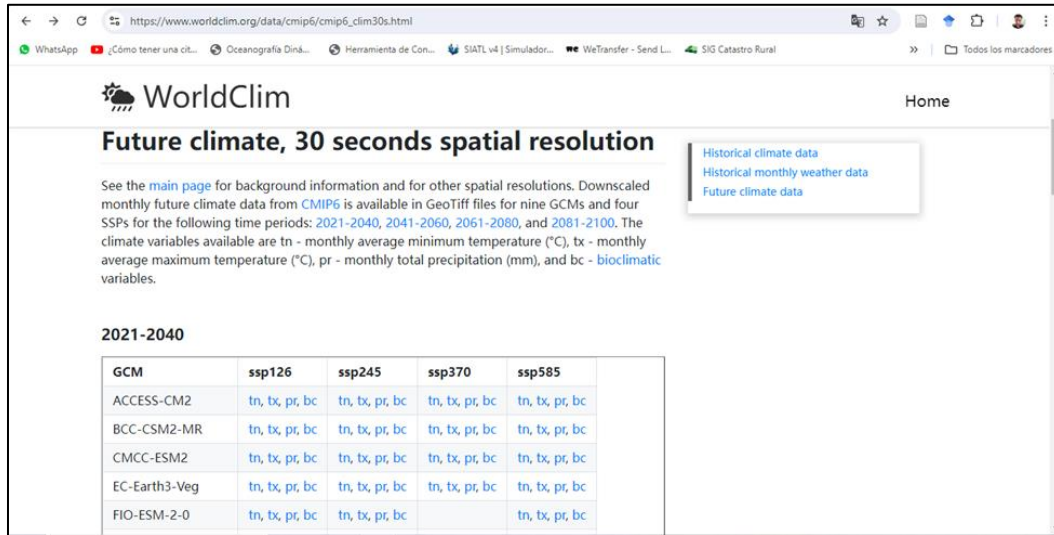 https://www.worldclim.org/data/cmip6/cmip6_clim30s.html
WhatsApp ¿Cómo tener una cit... Oceanografía Diná... Herramienta de Con... SIATL v4 | Simulador... WeTransfer - Send L... SIG Catastro Rural » Todos los marcadores
WorldClim
Home
Future climate, 30 seconds spatial resolution
See the main page for background information and for other spatial resolutions. Downscaled
monthly future climate data from CMIP6 is available in GeoTiff files for nine GCMs and four
SSPs for the following time periods: 2021-2040, 2041-2060, 2061-2080, and 2081-2100. The
climate variables available are tn - monthly average minimum temperature (°C), tx - monthly
average maximum temperature (°C), pr - monthly total precipitation (mm), and bc - bioclimatic
variables.
Historical climate data
Historical monthly weather data
Future climate data
2021-2040
GCM ssp126 ssp245 ssp370 ssp585
ACCESS-CM2 tn, tx, pr, bc tn, tx, pr, bc tn, tx, pr, bc tn, tx, pr, bc
BCC-CSM2-MR tn, tx, pr, bc tn, tx, pr, bc tn, tx, pr, bc tn, tx, pr, bc
CMCC-ESM2 tn, tx, pr, bc tn, tx, pr, bc tn, tx, pr, bc tn, tx, pr, bc
EC-Earth3-Veg tn, tx, pr, bc tn, tx, pr, bc tn, tx, pr, bc tn, tx, pr, bc
FIO-ESM-2-0 tn, tx, pr, bc tn, tx, pr, bc tn, tx, pr, bc